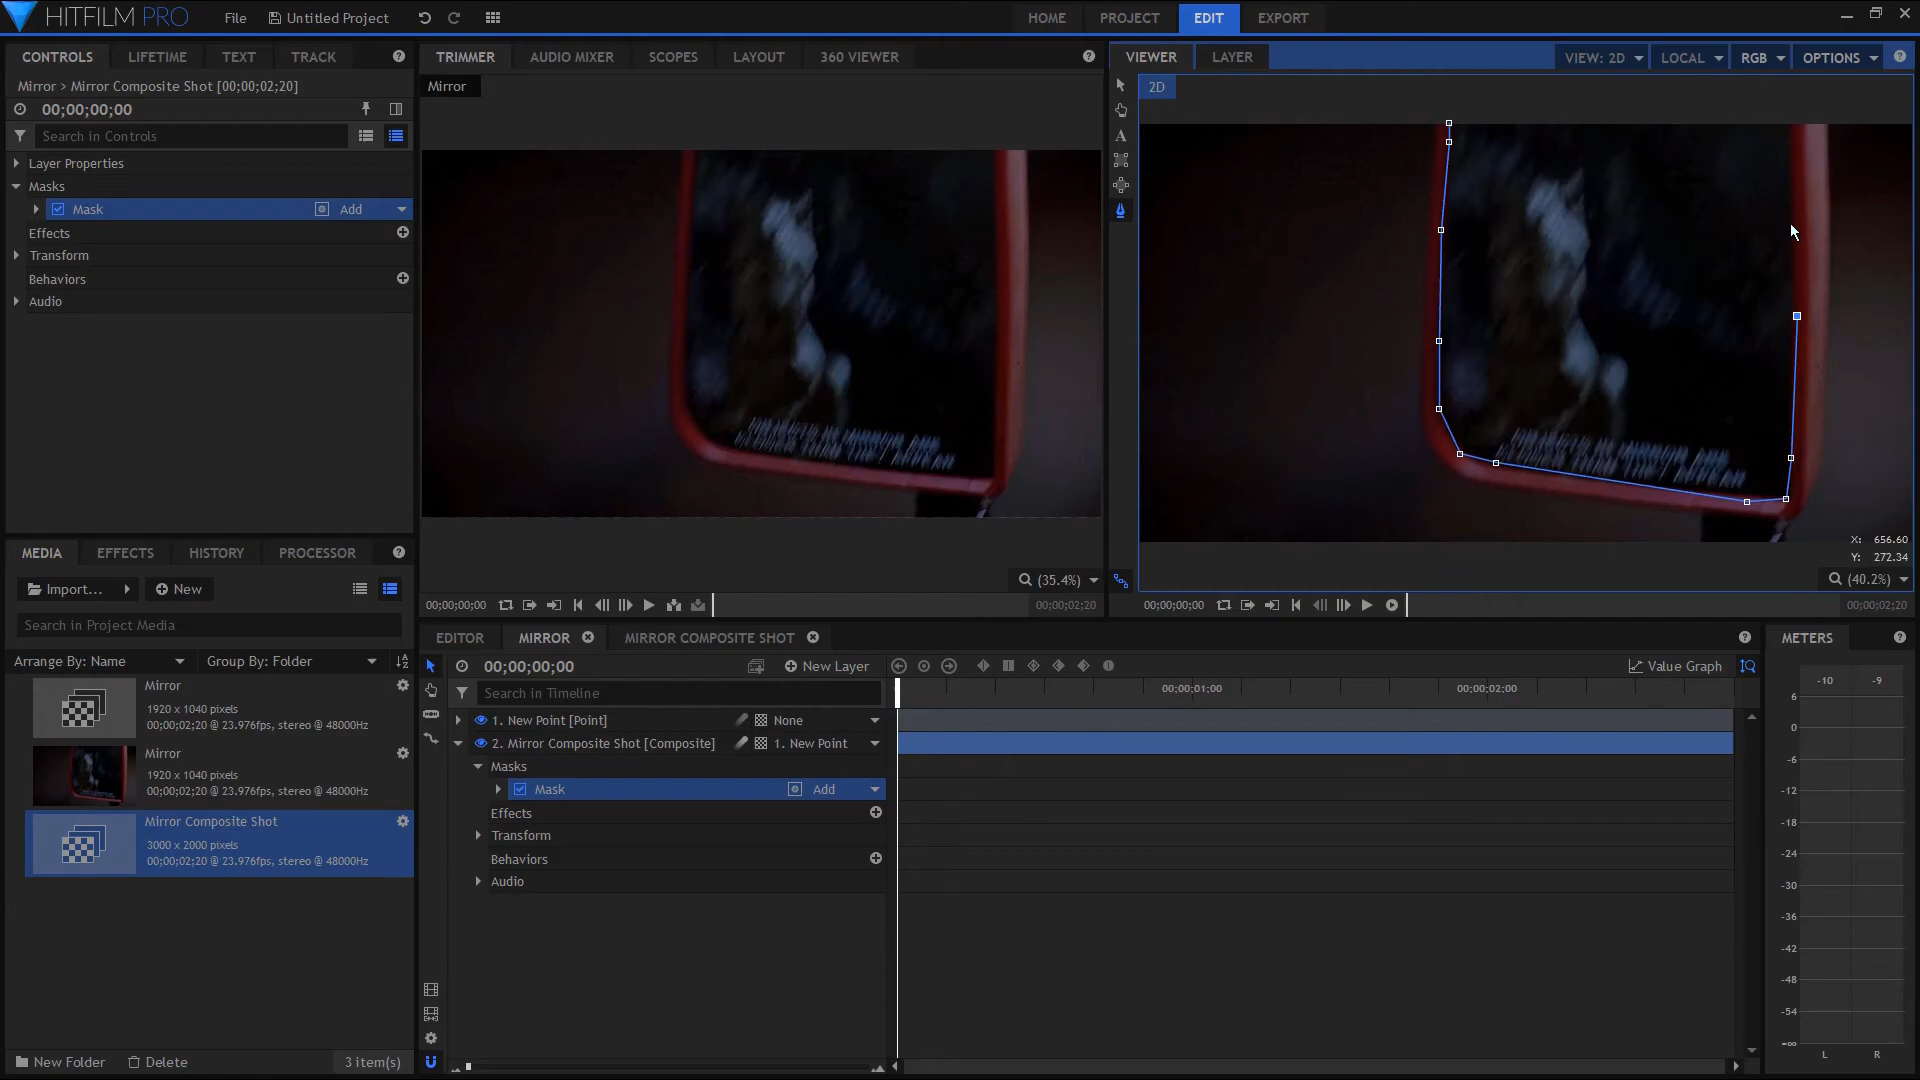 HITFILM PRO File Untitled Project HOME PROJECT EDIT EXPORT
CONTROLS LIFETIME TEXT TRACK
Mirror > Mirror Composite Shot [00;00;02;20]
00;00;00;00
Search in Controls
Layer Properties
Masks
Mask Add
Effects
Transform
Behaviors
Audio
TRIMMER AUDIO MIXER SCOPES LAYOUT 360 VIEWER
Mirror
(35.4%)
00;00;00;00 00;00;02;20
VIEWER LAYER VIEW: 2D LOCAL RGB OPTIONS
2D
X: 656.60
Y: 272.34
(40.2%)
00;00;00;00 00;00;02;20
MEDIA EFFECTS HISTORY PROCESSOR
Import... New
Search in Project Media
Arrange By: Name Group By: Folder
Mirror
1920 x 1040 pixels
00;00;02;20 @ 23.976fps, stereo @ 48000Hz
Mirror
1920 x 1040 pixels
00;00;02;20 @ 23.976fps, stereo @ 48000Hz
Mirror Composite Shot
3000 x 2000 pixels
00;00;02;20 @ 23.976fps, stereo @ 48000Hz
New Folder Delete 3 item(s)
EDITOR MIRROR MIRROR COMPOSITE SHOT
00;00;00;00 New Layer Value Graph
Search in Timeline 00;00;01;00 00;00;02;00
1. New Point [Point] None
2. Mirror Composite Shot [Composite] 1. New Point
Masks
Mask Add
Effects
Transform
Behaviors
Audio
METERS
-10 -9
6
0
-6
-12
-18
-24
-30
-36
-42
-48
-54
-∞
L R